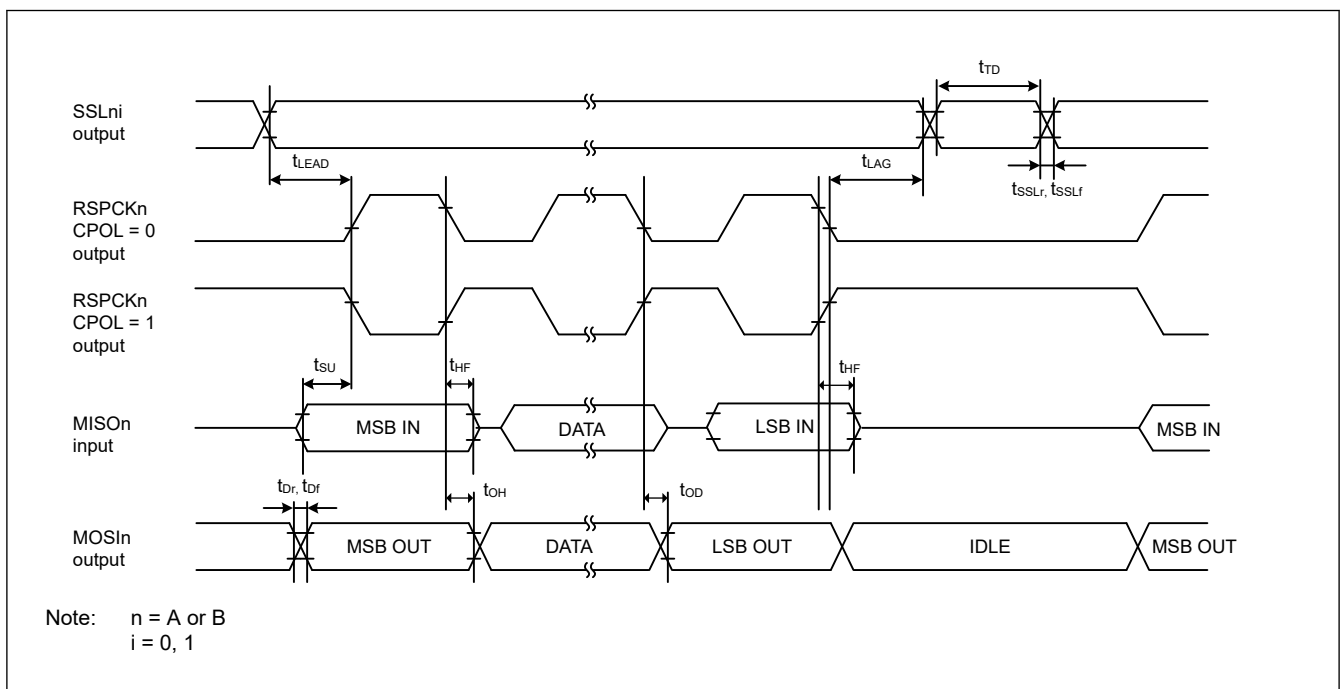 SSLni
output
tTD
tLEAD
tLAG
tSSLr, tSSLf
RSPCKn
CPOL = 0
output
RSPCKn
CPOL = 1
output
tSU
tHF
tHF
MISOn
input
MSB IN
DATA
LSB IN
MSB IN
tDr, tDf
tOH
tOD
MOSIn
output
MSB OUT
DATA
LSB OUT
IDLE
MSB OUT
Note: n = A or B
i = 0, 1